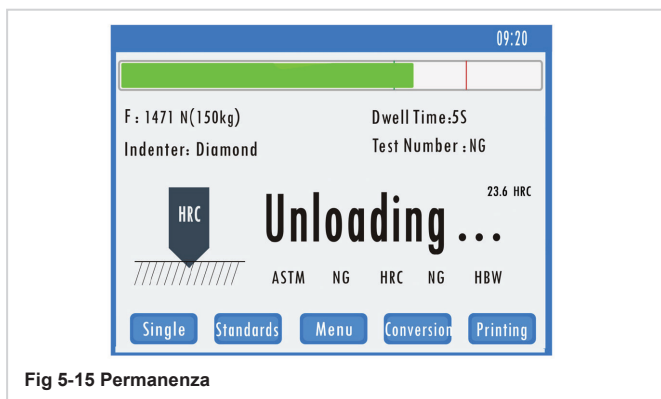 09:20
F: 1471 N(150kg) Dwell Time:5S
Indenter: Diamond Test Number :NG
23.6 HRC
HRC
Unloading ...
ASTM NG HRC NG HBW
Single Standards Menu Conversion Printing
Fig 5-15 Permanenza